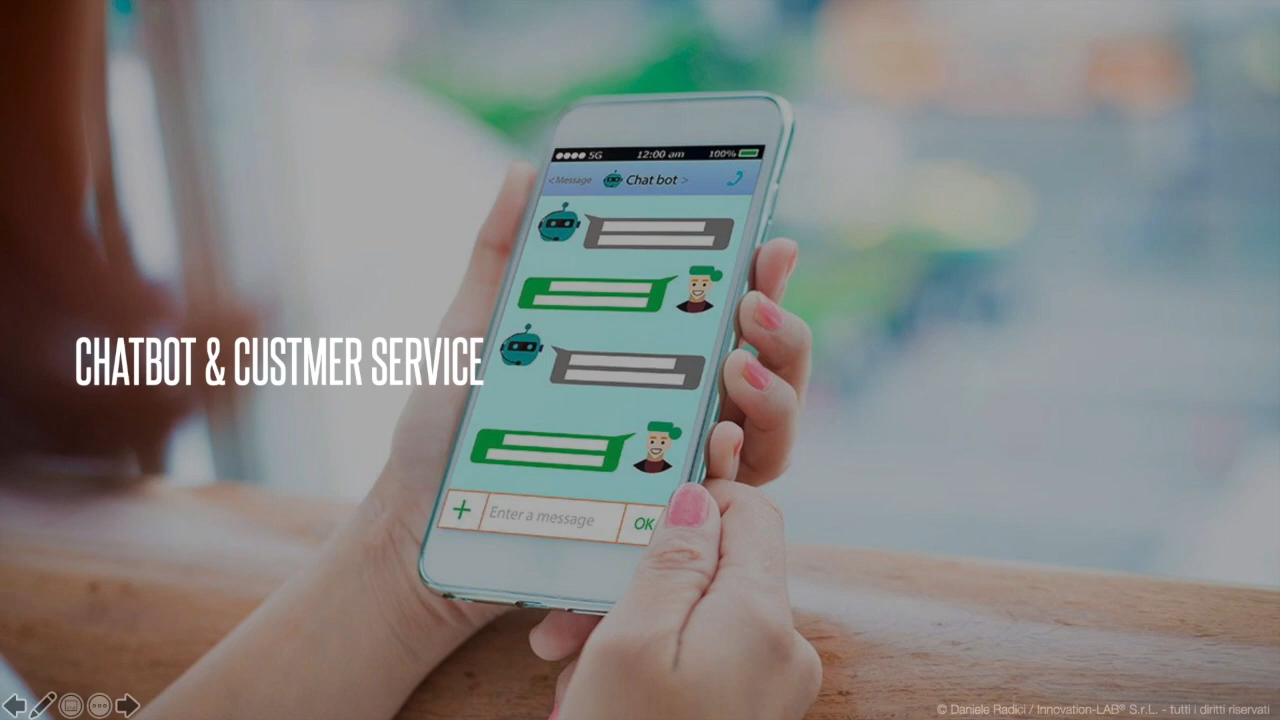 5G 12:00 am 100%
<Message Chat bot >
CHATBOT & CUSTMER SERVICE
+ Enter a message OK
© Daniele Radici / Innovation-LAB® S.r.L. - tutti i diritti riservati